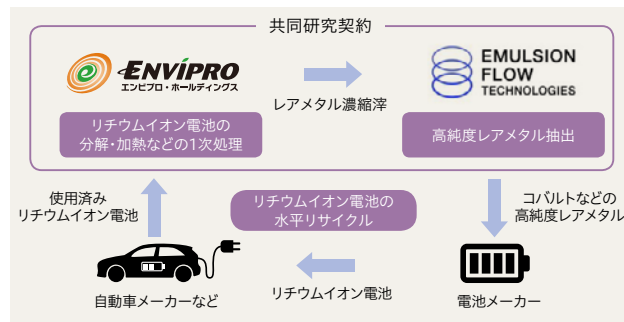 共同研究契約
ENVIPRO
エンビプロ・ホールディングス
レアメタル濃縮滓
EMULSION
FLOW
TECHNOLOGIES
リチウムイオン電池の
分解・加熱などの1次処理
高純度レアメタル抽出
使用済み
リチウムイオン電池
リチウムイオン電池の
水平リサイクル
コバルトなどの
高純度レアメタル
自動車メーカーなど
リチウムイオン電池
電池メーカー